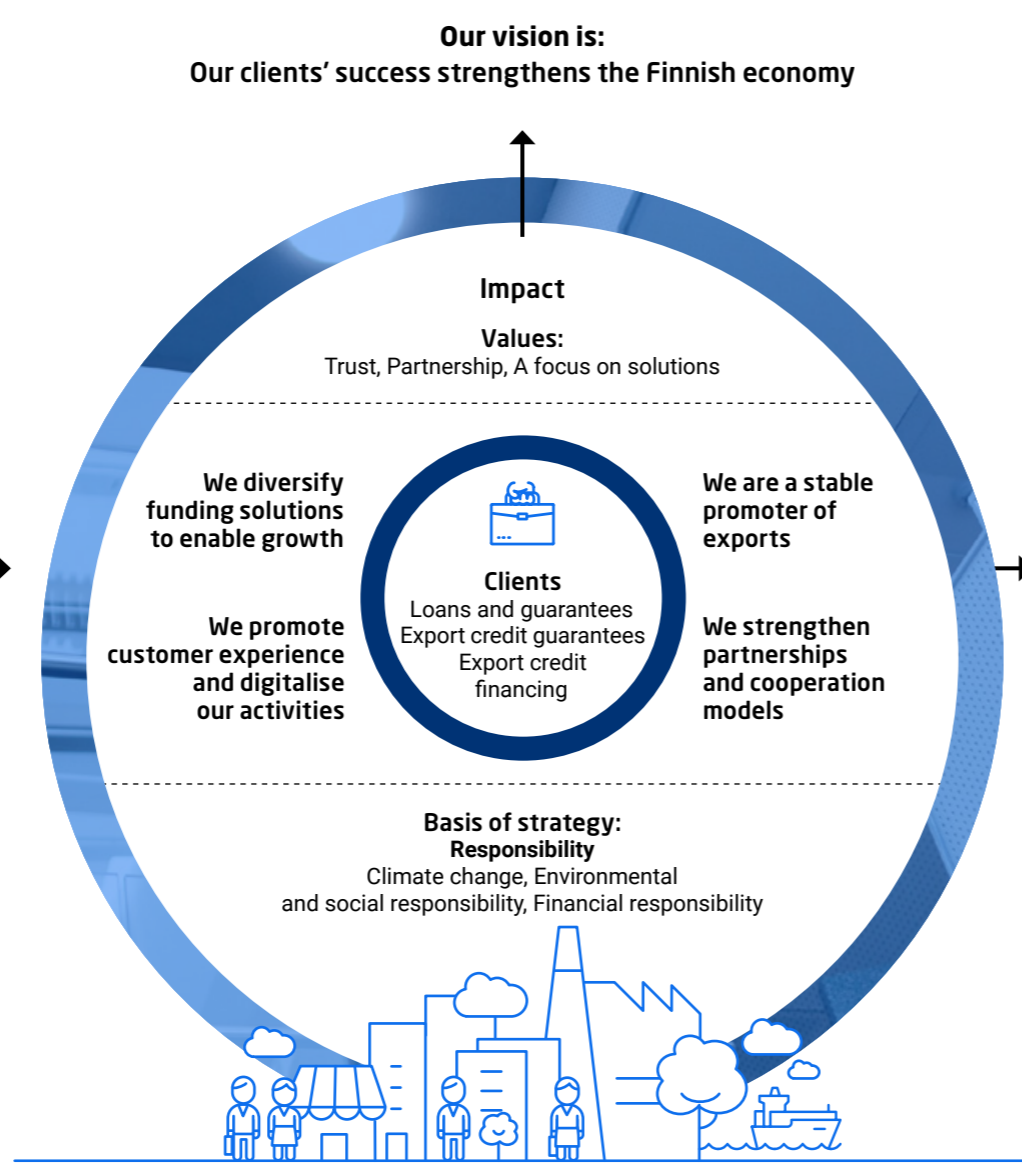 Our vision is:
Our clients’ success strengthens the Finnish economy
Impact
Values:
Trust, Partnership, A focus on solutions
We diversify
funding solutions
to enable growth
We promote
customer experience
and digitalise
our activities
Clients
Loans and guarantees
Export credit guarantees
Export credit
financing
We are a stable
promoter of
exports
We strengthen
partnerships
and cooperation
models
Basis of strategy:
Responsibility
Climate change, Environmental
and social responsibility, Financial responsibility